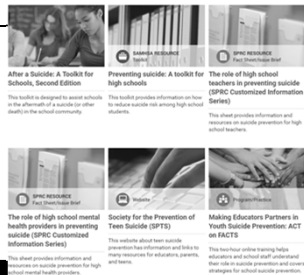 SAMHSA RESOURCE
Toolkit
SPRC RESOURCE
Fact Sheet/Issue Brief
After a Suicide: A Toolkit for
Schools, Second Edition
This toolkit is designed to assist schools
in the aftermath of a suicide (or other
death) in the school community.
Preventing suicide: A toolkit for
high schools
This toolkit provides information on how
to reduce suicide risk among high school
students.
The role of high school
teachers in preventing suicide
(SPRC Customized Information
Series)
This sheet provides information and
resources on suicide prevention for high
school teachers.
SPRC RESOURCE
Fact Sheet/Issue Brief
Website
Program/Practice
The role of high school mental
health providers in preventing
suicide (SPRC Customized
Information Series)
This sheet provides information and
resources on suicide prevention for high
school mental health providers.
Society for the Prevention of
Teen Suicide (SPTS)
This website about teen suicide
prevention has information and links to
many resources for educators, parents,
and teens.
Making Educators Partners in
Youth Suicide Prevention: ACT
on FACTS
This two-hour online training helps
educators and school staff understand
their role in suicide prevention and covers
strategies for school suicide prevention.